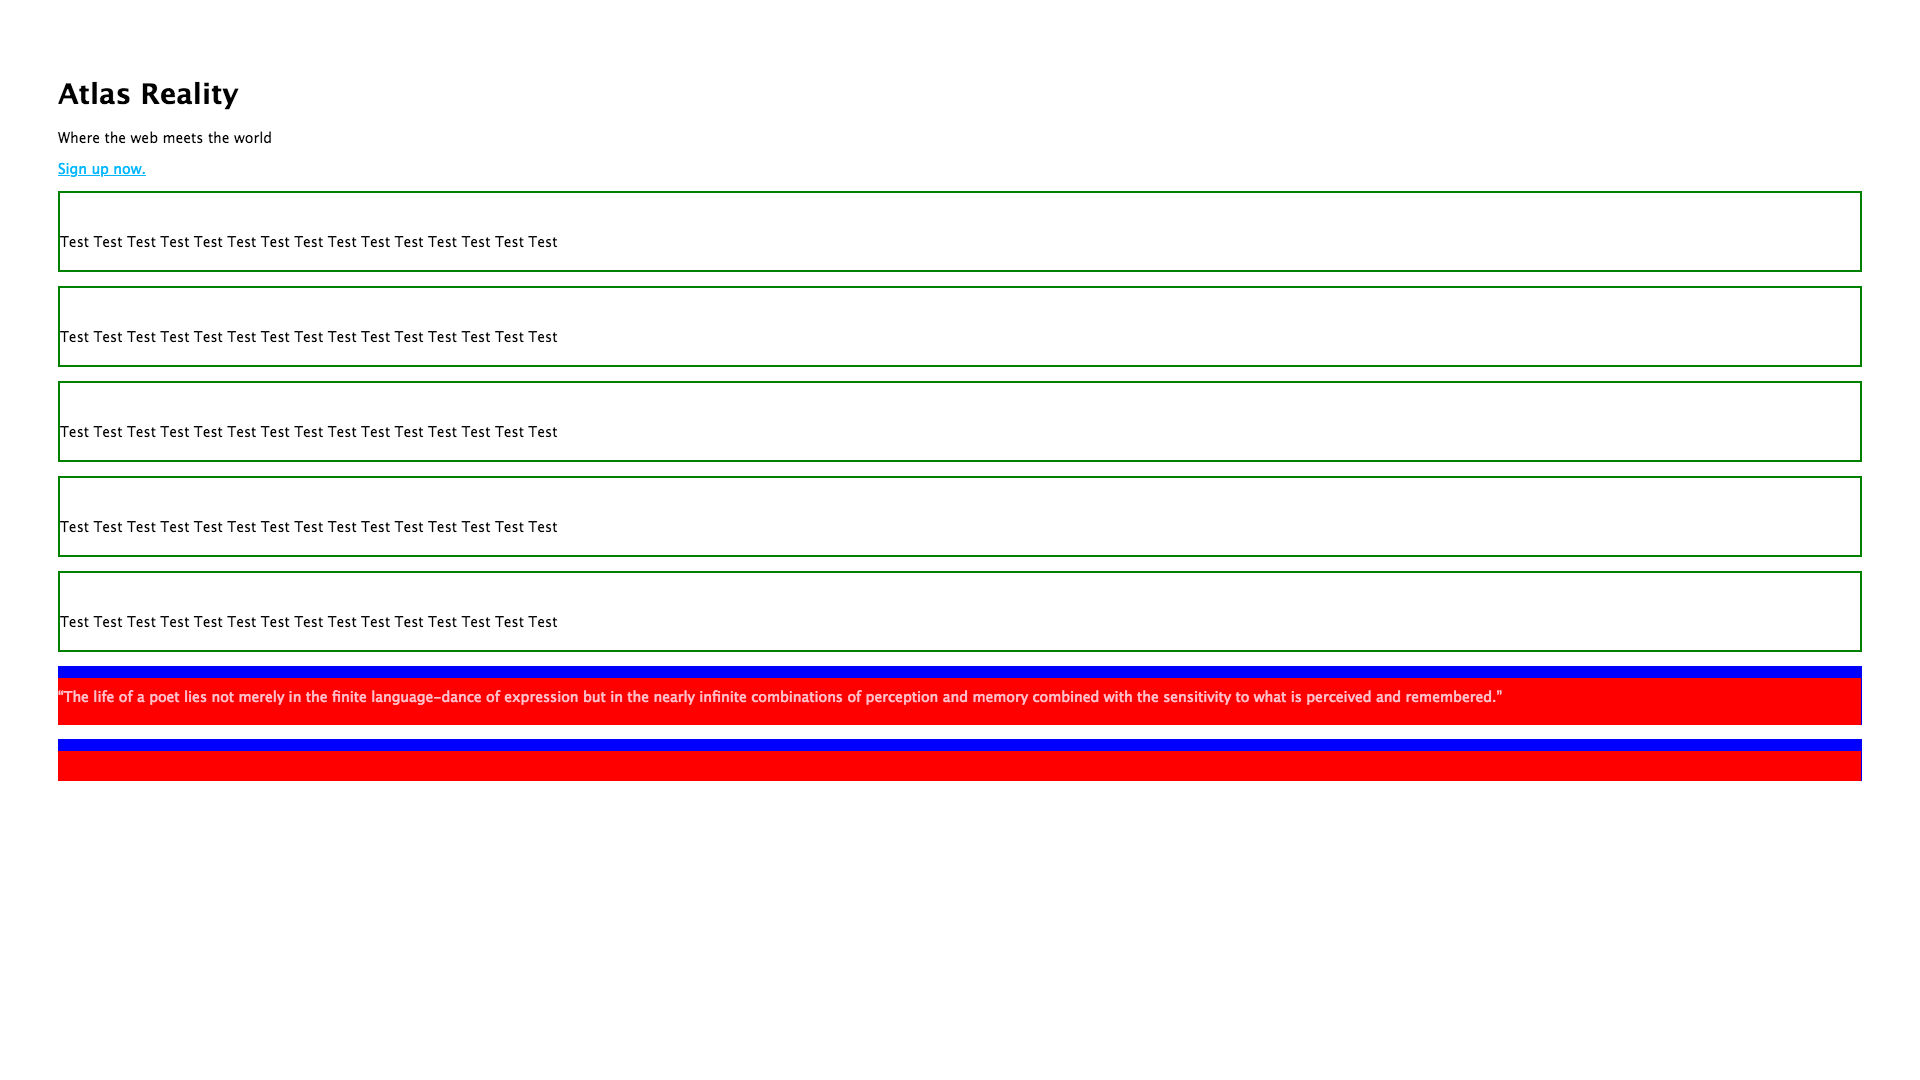 Atlas Reality
Where the web meets the world
Sign up now.
Test Test Test Test Test Test Test Test Test Test Test Test Test Test Test
Test Test Test Test Test Test Test Test Test Test Test Test Test Test Test
Test Test Test Test Test Test Test Test Test Test Test Test Test Test Test
Test Test Test Test Test Test Test Test Test Test Test Test Test Test Test
Test Test Test Test Test Test Test Test Test Test Test Test Test Test Test
“The life of a poet lies not merely in the finite language-dance of expression but in the nearly infinite combinations of perception and memory combined with the sensitivity to what is perceived and remembered.”